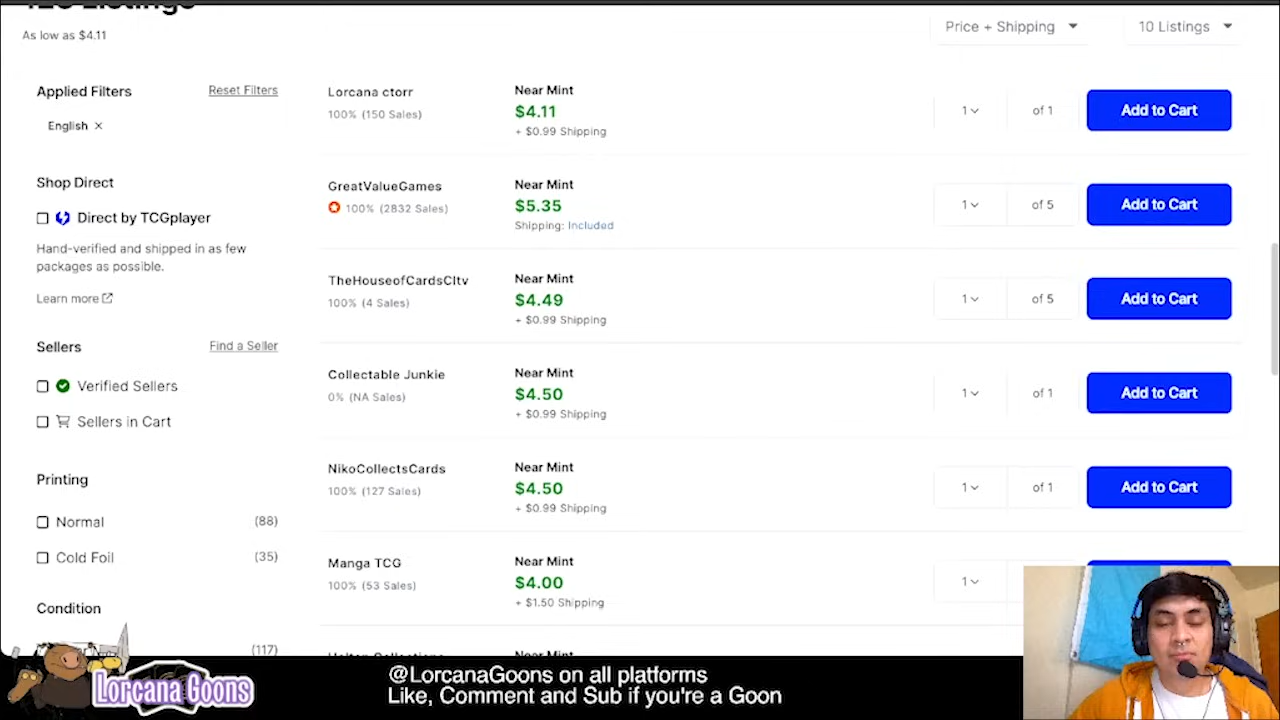 Listings
As low as $4.11
Price + Shipping
10 Listings
Applied Filters
Reset Filters
English ×
Shop Direct
Direct by TCGplayer
Hand-verified and shipped in as few
packages as possible.
Learn more
Sellers
Find a Seller
Verified Sellers
Sellers in Cart
Printing
Normal (88)
Cold Foil (35)
Condition
(117)
Lorcana ctorr
100% (150 Sales)
Near Mint
$4.11
+ $0.99 Shipping
1
of 1
Add to Cart
GreatValueGames
100% (2832 Sales)
Near Mint
$5.35
Shipping: Included
1
of 5
Add to Cart
TheHouseofCardsCltv
100% (4 Sales)
Near Mint
$4.49
+ $0.99 Shipping
1
of 5
Add to Cart
Collectable Junkie
0% (NA Sales)
Near Mint
$4.50
+ $0.99 Shipping
1
of 1
Add to Cart
NikoCollectsCards
100% (127 Sales)
Near Mint
$4.50
+ $0.99 Shipping
1
of 1
Add to Cart
Manga TCG
100% (53 Sales)
Near Mint
$4.00
+ $1.50 Shipping
1
Near Mint
Lorcana Goons
@LorcanaGoons on all platforms
Like, Comment and Sub if you're a Goon